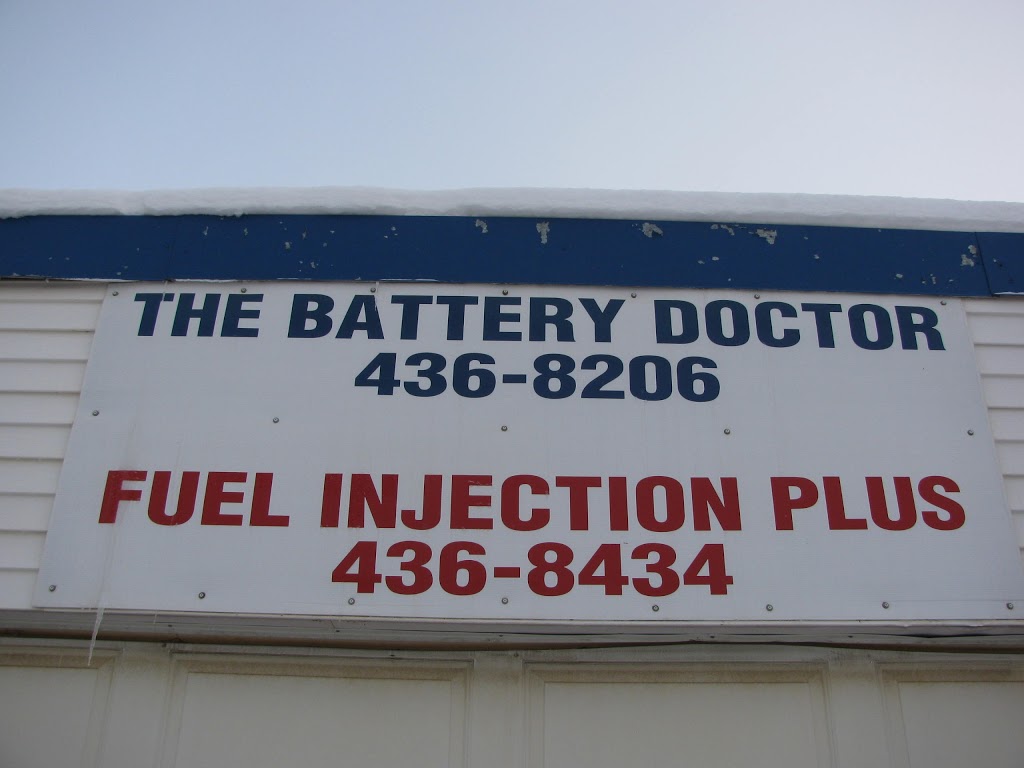 THE BATTERY DOCTOR
436-8206
FUEL INJECTION PLUS
436-8434